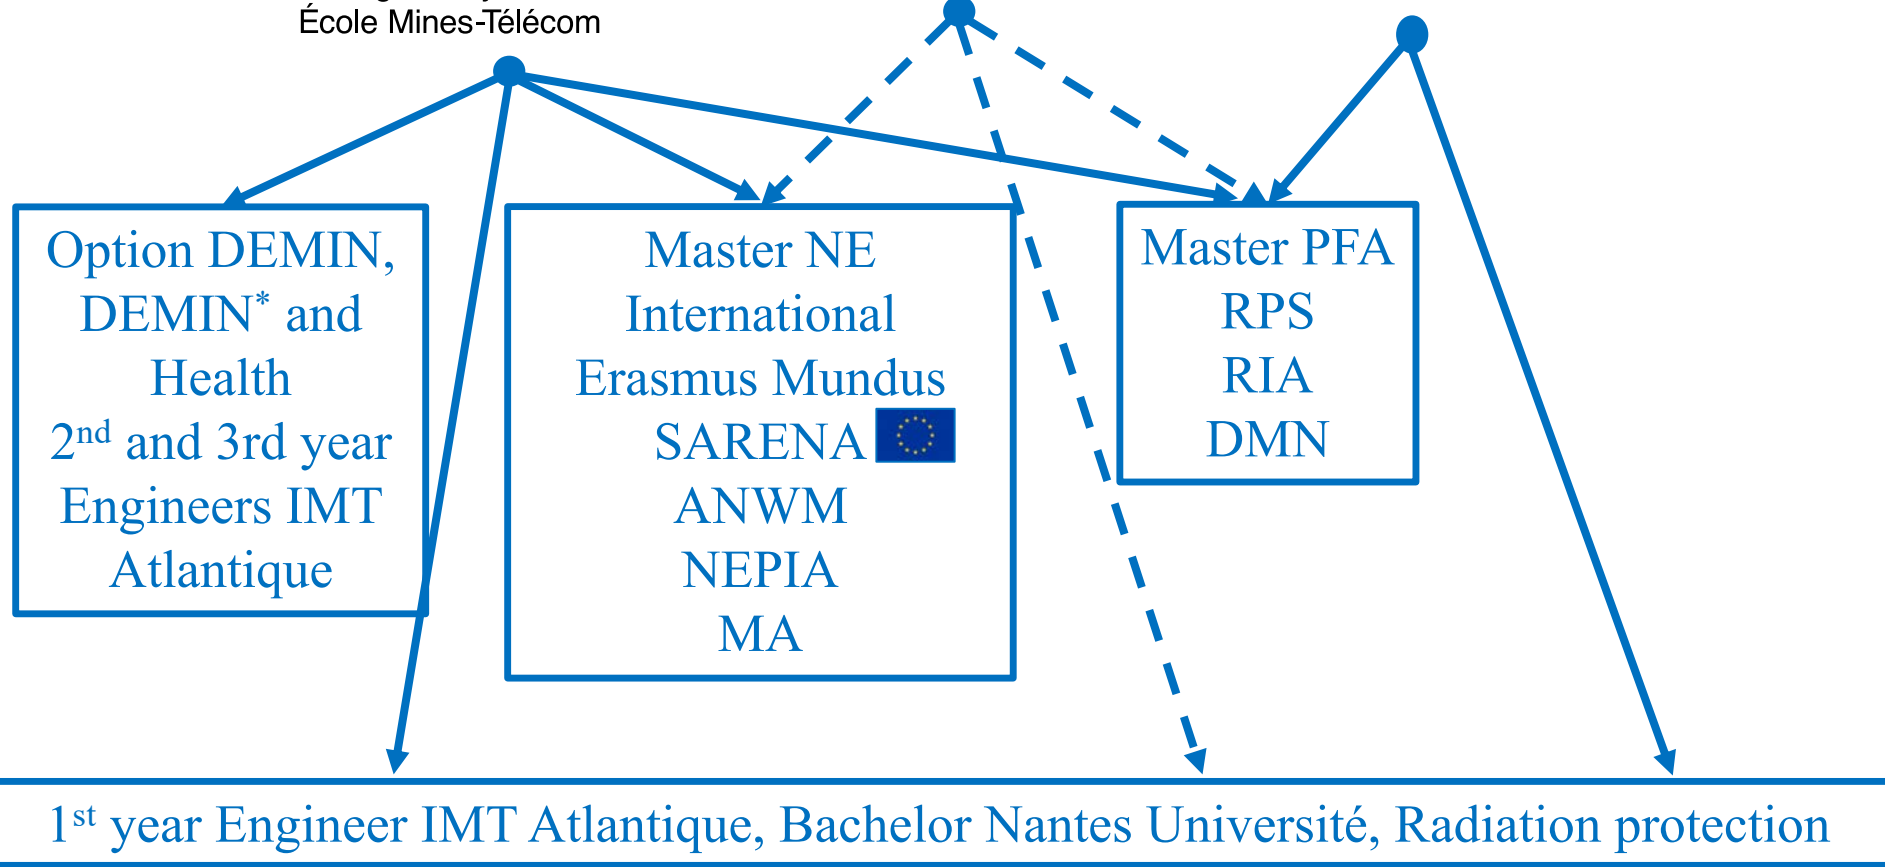 École Mines-Télécom
Option DEMIN,
DEMIN* and
Health
2nd and 3rd year
Engineers IMT
Atlantique
Master NE
International
Erasmus Mundus
SARENA
ANWM
NEPIA
MA
Master PFA
RPS
RIA
DMN
1st year Engineer IMT Atlantique, Bachelor Nantes Université, Radiation protection